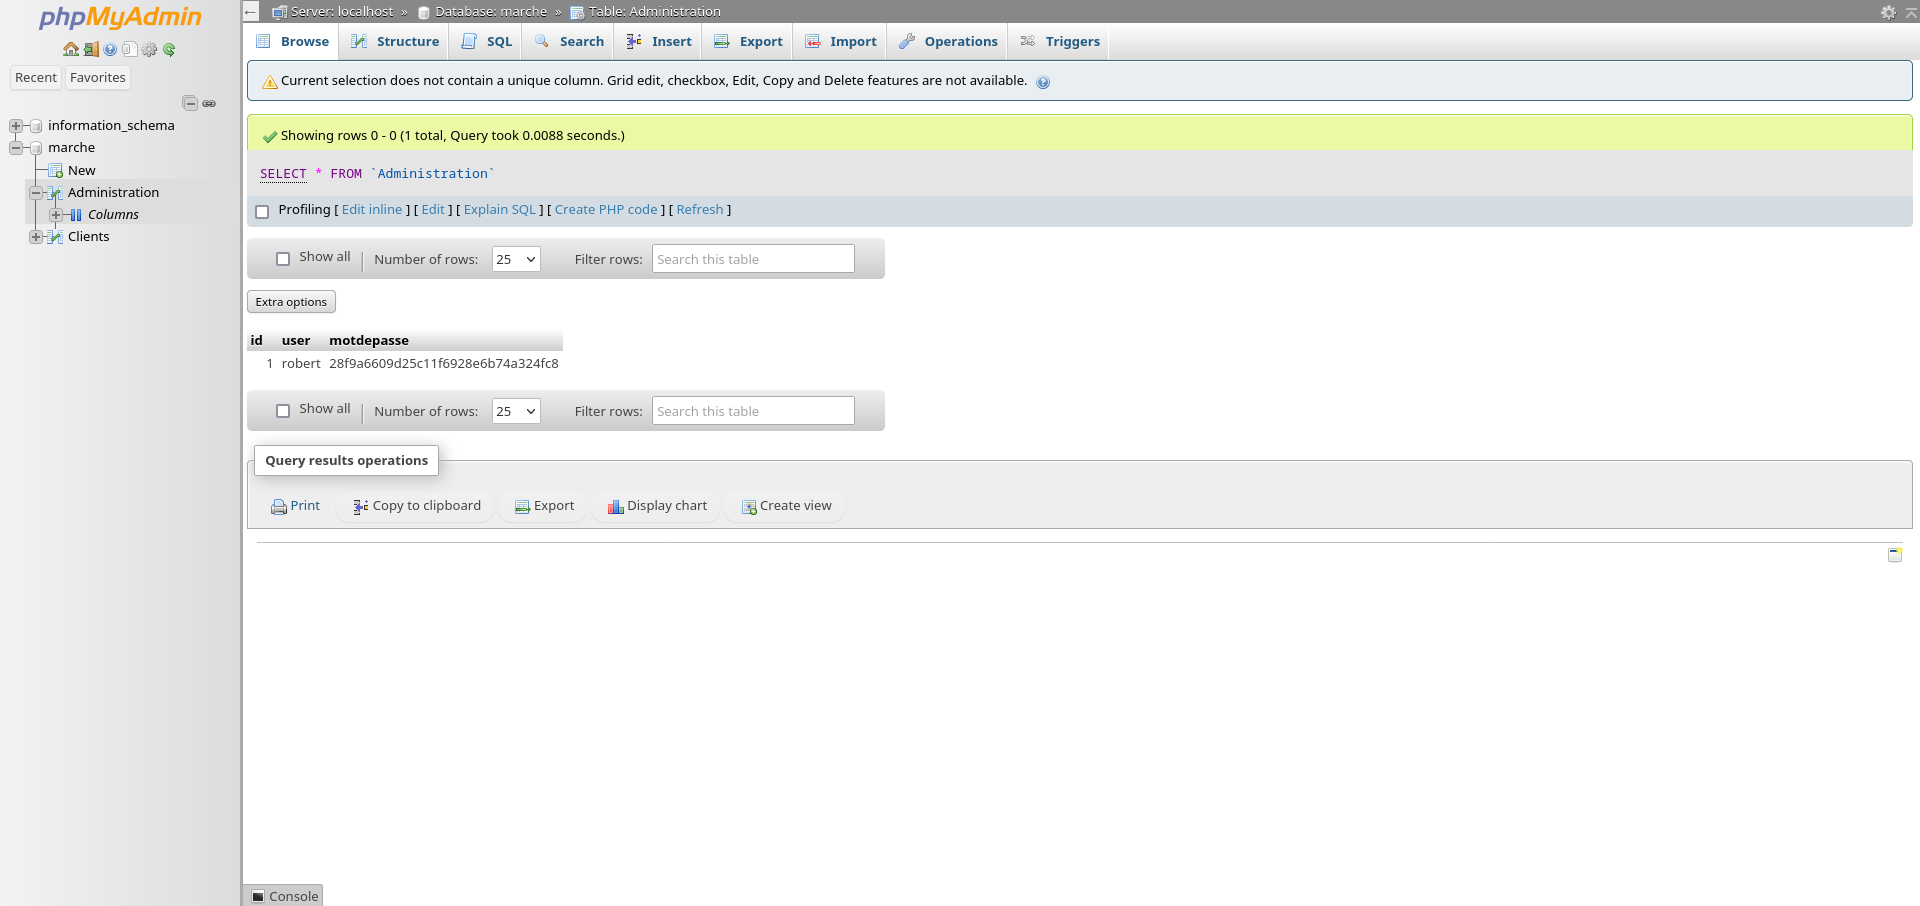 phpMyAdmin
Recent Favorites
information_schema
marche
New
Administration
Columns
Clients
Server: localhost » Database: marche » Table: Administration
Browse Structure SQL Search Insert Export Import Operations Triggers
Current selection does not contain a unique column. Grid edit, checkbox, Edit, Copy and Delete features are not available.
Showing rows 0 - 0 (1 total, Query took 0.0088 seconds.)
SELECT * FROM `Administration`
Profiling [ Edit inline ] [ Edit ] [ Explain SQL ] [ Create PHP code ] [ Refresh ]
Show all | Number of rows: 25 Filter rows: Search this table
Extra options
id user motdepasse
1 robert 28f9a6609d25c11f6928e6b74a324fc8
Show all | Number of rows: 25 Filter rows: Search this table
Query results operations
Print Copy to clipboard Export Display chart Create view
Console